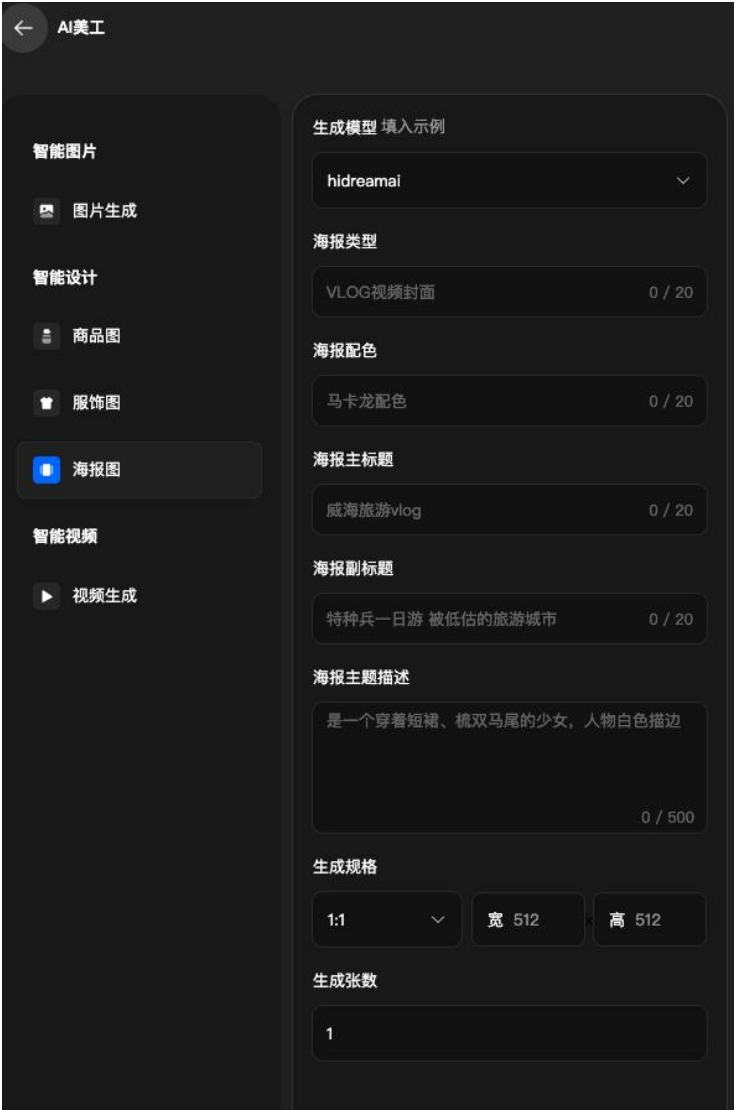 AI美工
智能图片
图片生成
智能设计
商品图
服饰图
海报图
智能视频
视频生成
生成模型 填入示例
hidreamai
海报类型
VLOG视频封面 0 / 20
海报配色
马卡龙配色 0 / 20
海报主标题
威海旅游vlog 0 / 20
海报副标题
特种兵一日游 被低估的旅游城市 0 / 20
海报主题描述
是一个穿着短裙、梳双马尾的少女，人物白色描边
0 / 500
生成规格
1:1 宽 512 x 高 512
生成张数
1